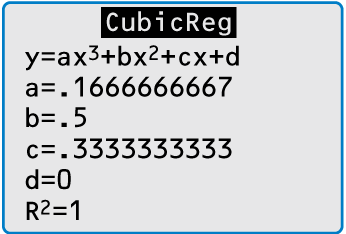 CubicReg
y=ax³+bx²+cx+d
a=.1666666667
b=.5
c=.3333333333
d=0
R²=1